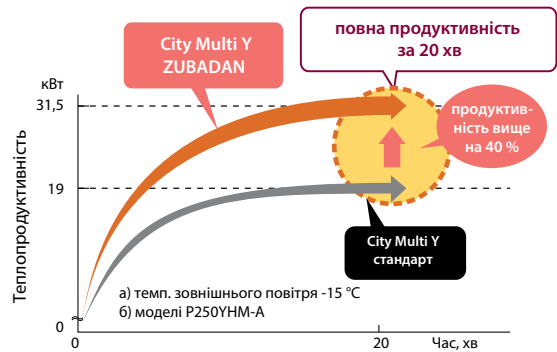 City Multi Y
ZUBADAN
повна продуктивність
за 20 хв
кВт
31,5
продуктив-
ність вище
на 40 %
19
City Multi Y
стандарт
Теплопродуктивність
а) темп. зовнішнього повітря -15 °C
б) моделі P250YHM-A
0
0
20
Час, хв